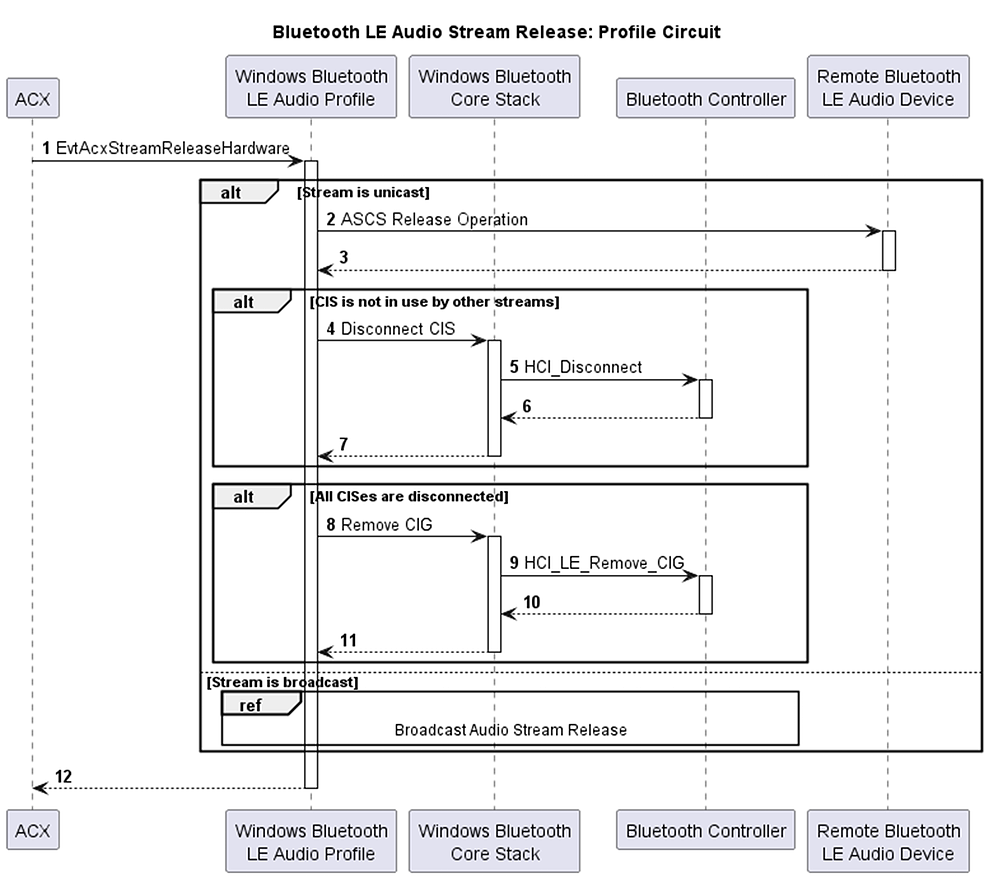 Bluetooth LE Audio Stream Release: Profile Circuit
ACX
Windows Bluetooth
LE Audio Profile
Windows Bluetooth
Core Stack
Bluetooth Controller
Remote Bluetooth
LE Audio Device
1 EvtAcxStreamReleaseHardware
alt [Stream is unicast]
2 ASCS Release Operation
3
alt [CIS is not in use by other streams]
4 Disconnect CIS
5 HCI_Disconnect
6
7
alt [All CISes are disconnected]
8 Remove CIG
9 HCI_LE_Remove_CIG
10
11
[Stream is broadcast]
ref
Broadcast Audio Stream Release
12
ACX
Windows Bluetooth
LE Audio Profile
Windows Bluetooth
Core Stack
Bluetooth Controller
Remote Bluetooth
LE Audio Device